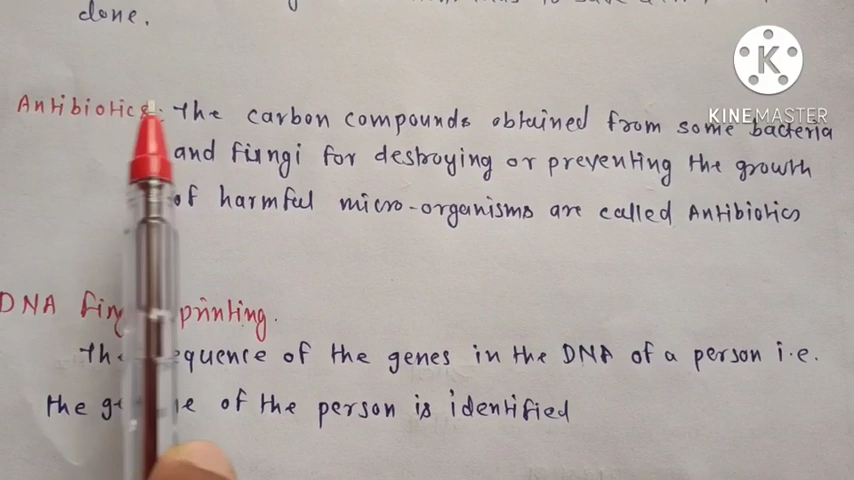 done.
K
KINEMASTER
Antibiotics: The carbon compounds obtained from some bacteria
and fungi for destroying or preventing the growth
of harmful micro-organisms are called Antibiotics
DNA printing.
sequence of the genes in the DNA of a person i.e.
the of the person is identified